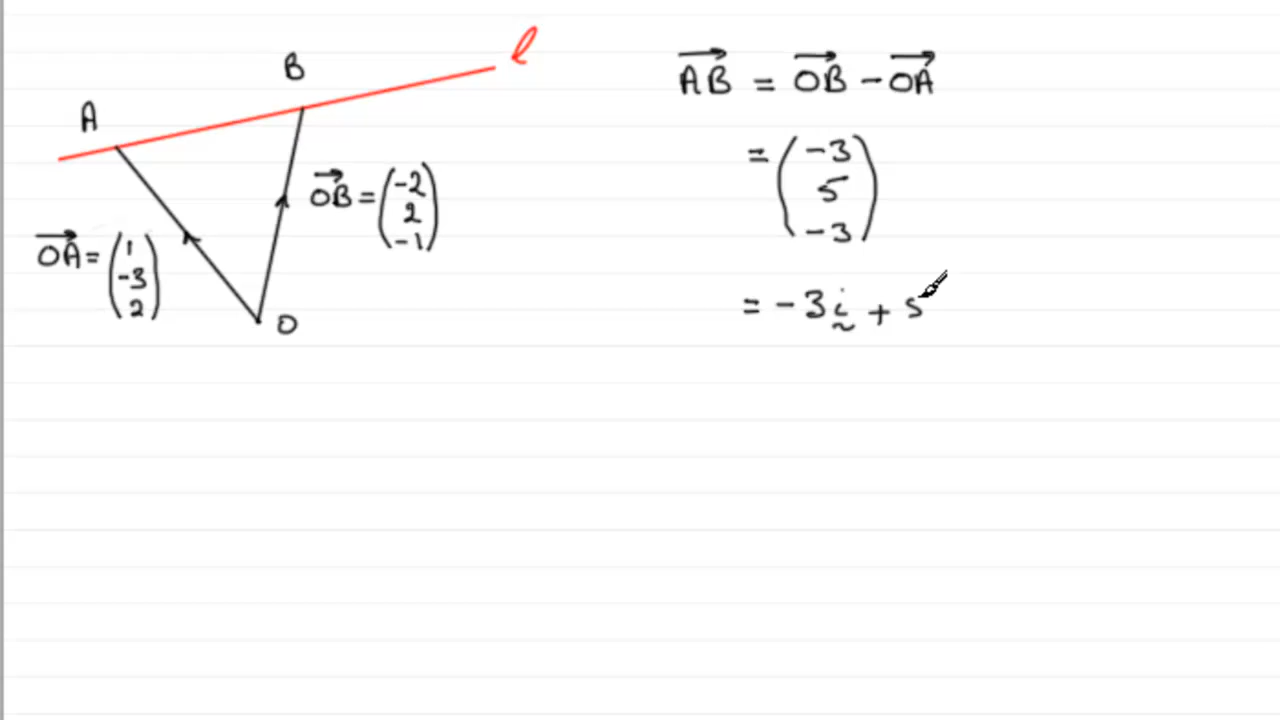 ℓ
B
A
O
→OA = (1 -3 2)
→OB = (-2 2 -1)
→AB = →OB - →OA
= (-3 5 -3)
= -3i + 5